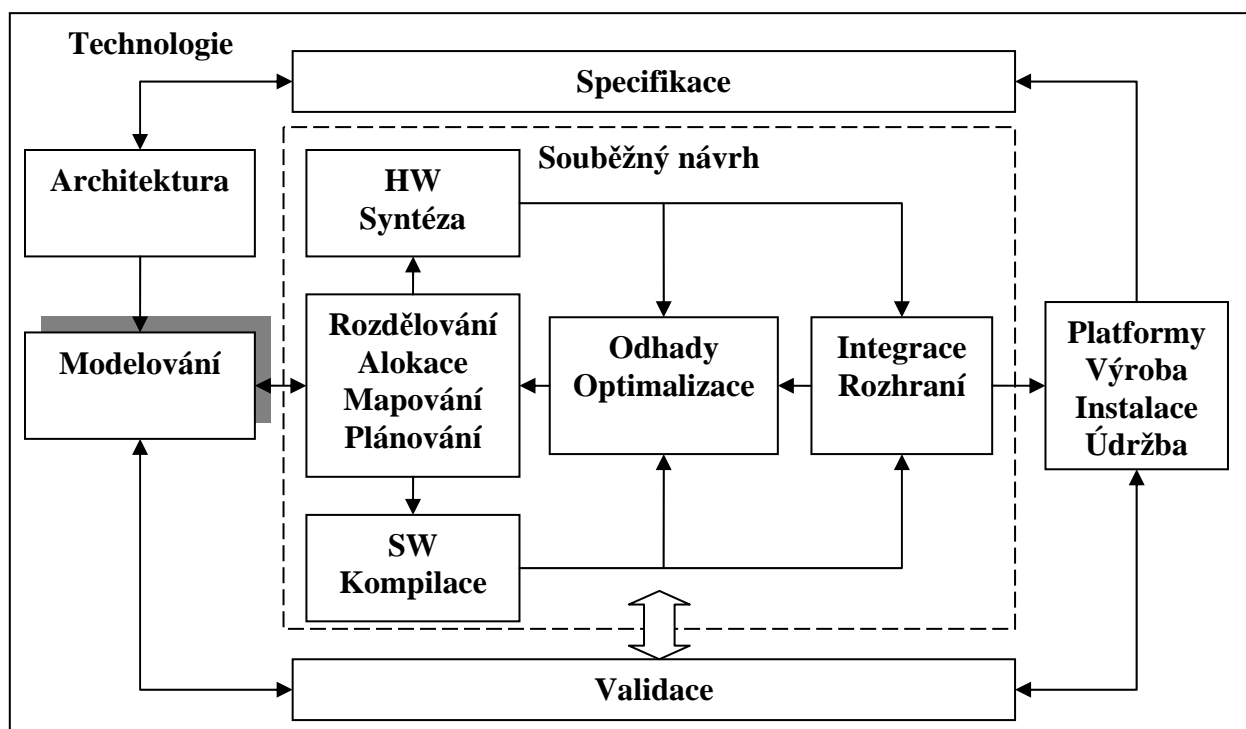 Technologie
Specifikace
Souběžný návrh
Architektura
HW
Syntéza
Modelování
Rozdělování
Alokace
Mapování
Plánování
Odhady
Optimalizace
Integrace
Rozhraní
Platformy
Výroba
Instalace
Údržba
SW
Kompilace
Validace